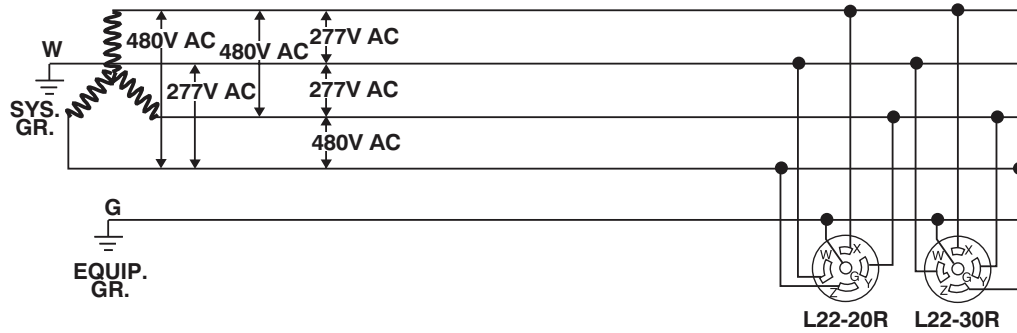 277V AC
480V AC
480V AC
W
277V AC
277V AC
SYS.
GR.
480V AC
G
EQUIP.
GR.
W
X
G
Y
Z
W
X
G
Y
Z
L22-20R
L22-30R